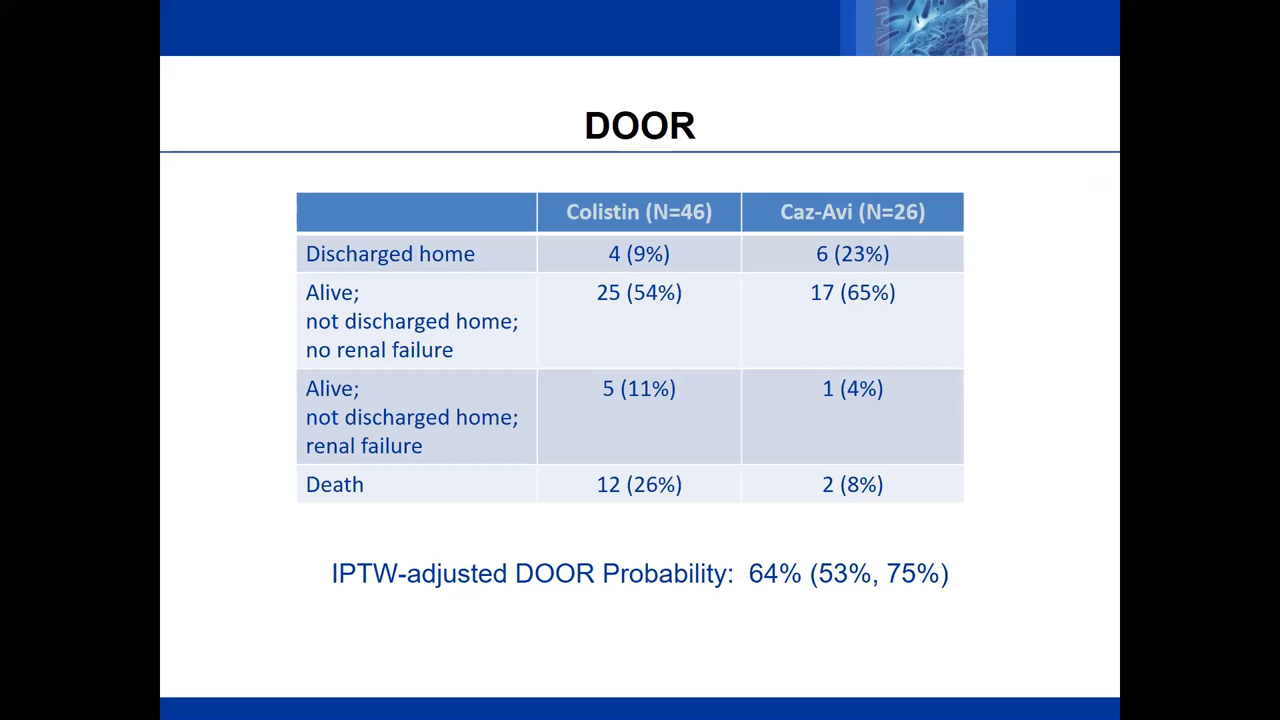 DOOR
Colistin (N=46) Caz-Avi (N=26)
Discharged home 4 (9%) 6 (23%)
Alive; 25 (54%) 17 (65%)
not discharged home;
no renal failure
Alive; 5 (11%) 1 (4%)
not discharged home;
renal failure
Death 12 (26%) 2 (8%)
IPTW-adjusted DOOR Probability: 64% (53%, 75%)